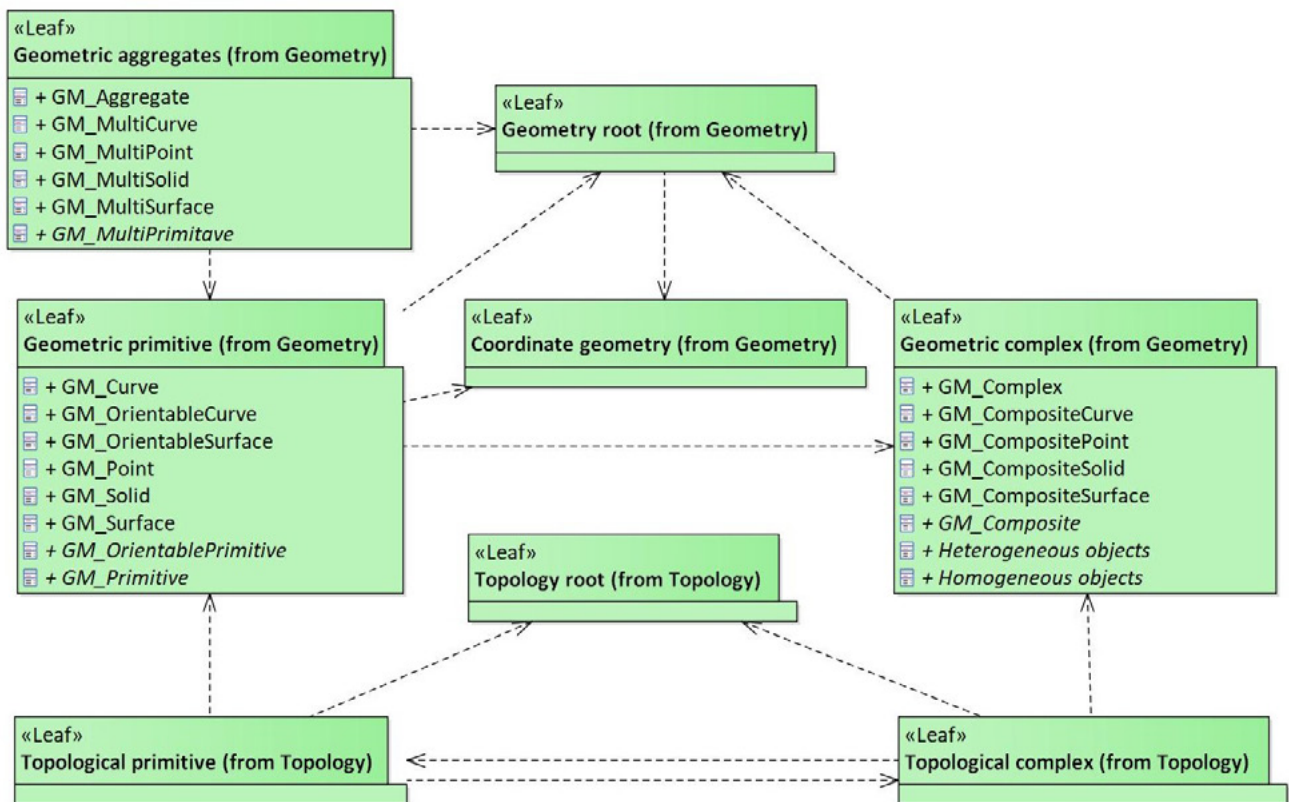 «Leaf»
Geometric aggregates (from Geometry)
+ GM_Aggregate
+ GM_MultiCurve
+ GM_MultiPoint
+ GM_MultiSolid
+ GM_MultiSurface
+ GM_MultiPrimitave
«Leaf»
Geometry root (from Geometry)
«Leaf»
Geometric primitive (from Geometry)
+ GM_Curve
+ GM_OrientableCurve
+ GM_OrientableSurface
+ GM_Point
+ GM_Solid
+ GM_Surface
+ GM_OrientablePrimitive
+ GM_Primitive
«Leaf»
Coordinate geometry (from Geometry)
«Leaf»
Geometric complex (from Geometry)
+ GM_Complex
+ GM_CompositeCurve
+ GM_CompositePoint
+ GM_CompositeSolid
+ GM_CompositeSurface
+ GM_Composite
+ Heterogeneous objects
+ Homogeneous objects
«Leaf»
Topology root (from Topology)
«Leaf»
Topological primitive (from Topology)
«Leaf»
Topological complex (from Topology)